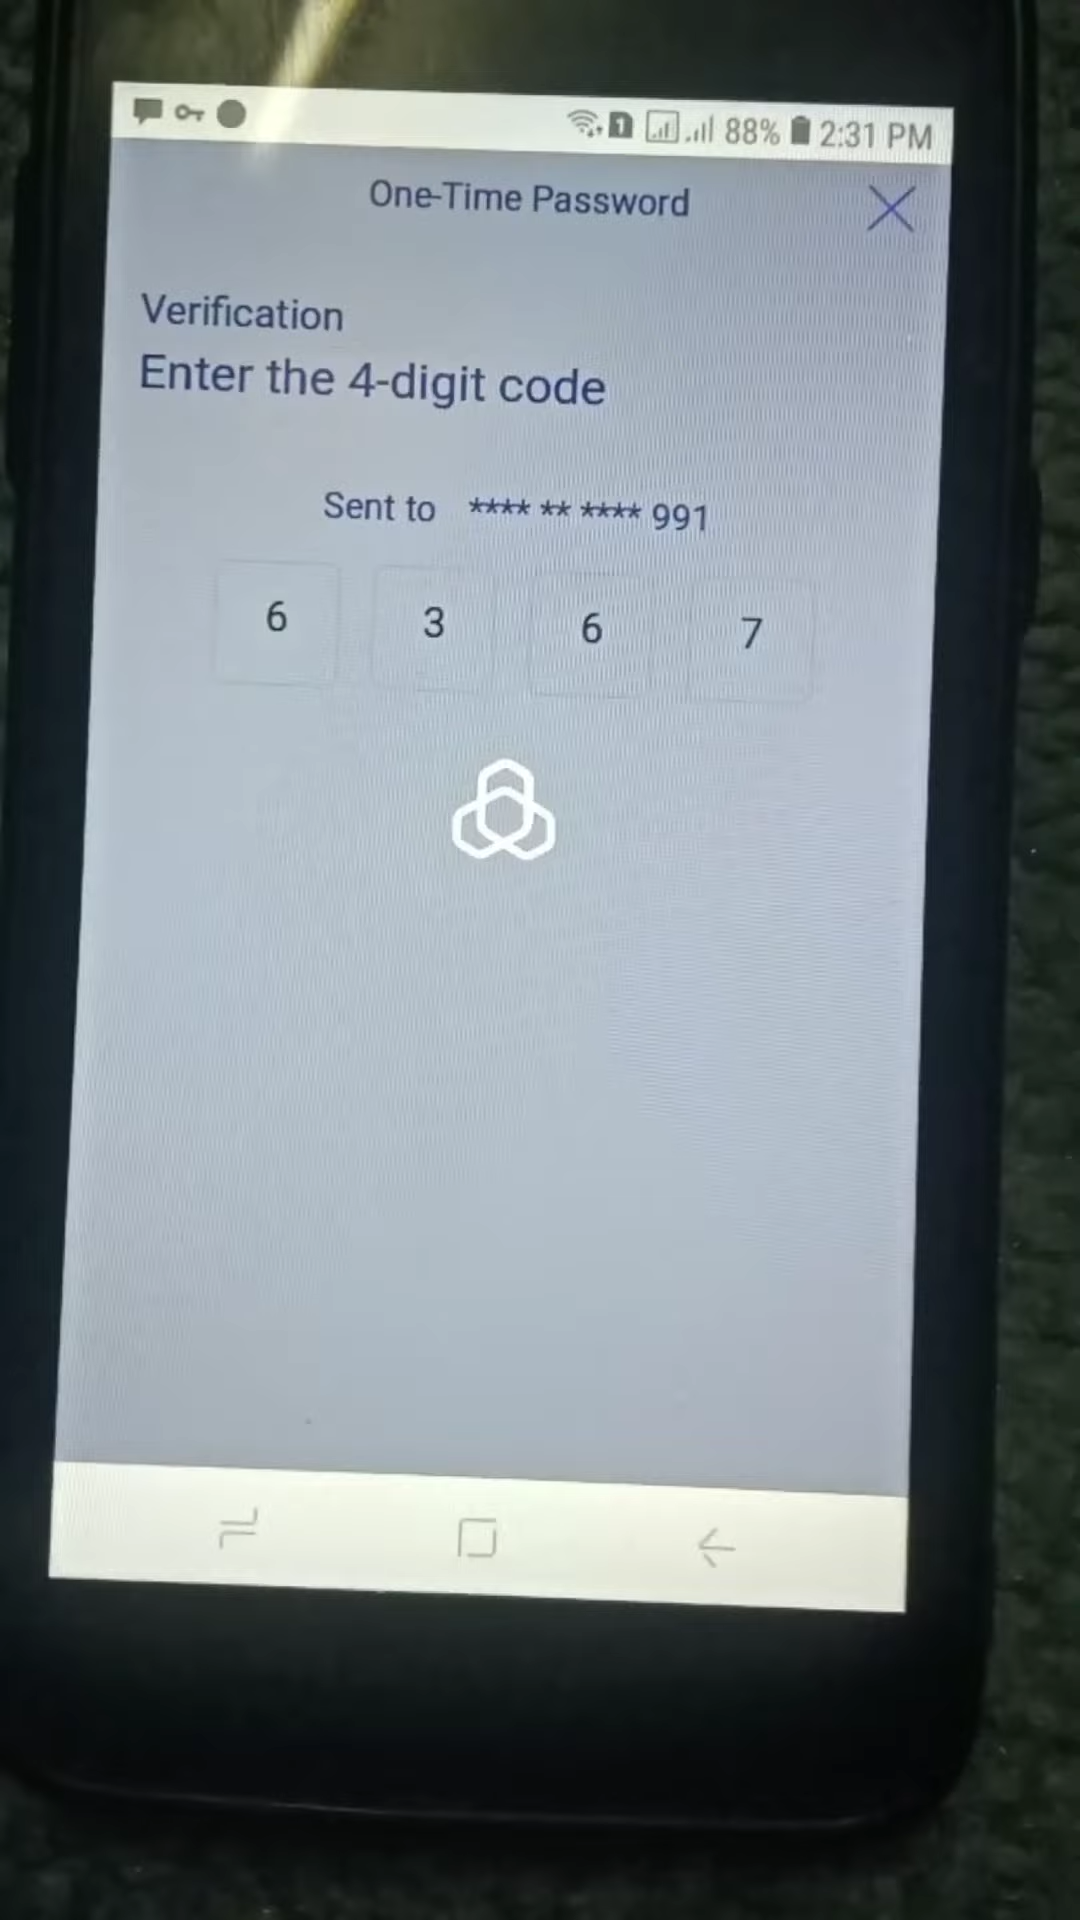 1 88% 2:31 PM
One-Time Password
Verification
Enter the 4-digit code
Sent to **** ** **** 991
6 3 6 7